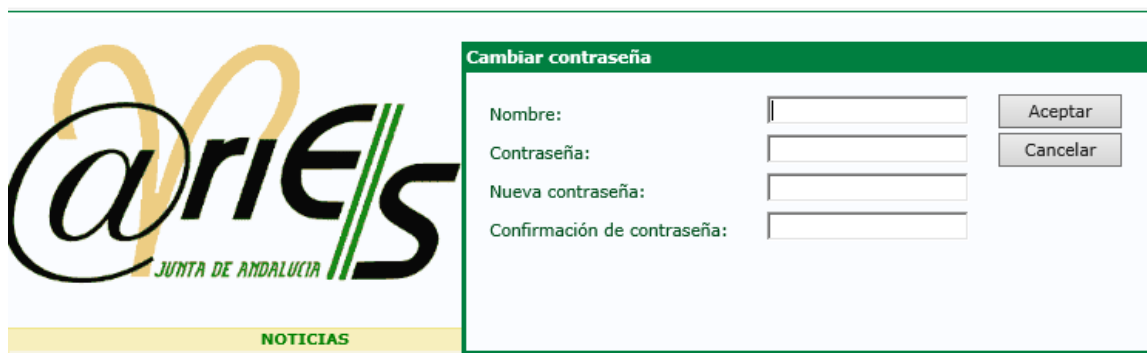 @riES
JUNTA DE ANDALUCIA
NOTICIAS
Cambiar contraseña
Nombre:
Aceptar
Contraseña:
Cancelar
Nueva contraseña:
Confirmación de contraseña: